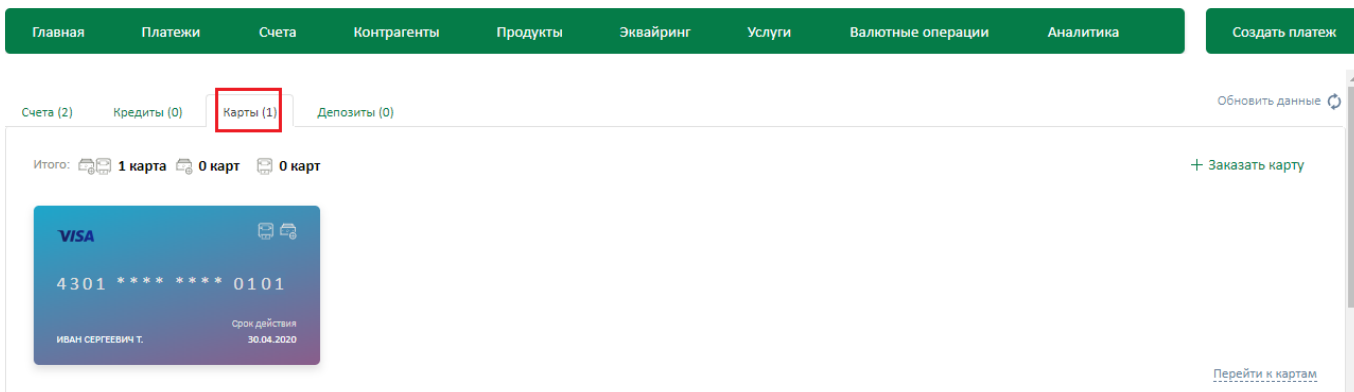 Главная Платежи Счета Контрагенты Продукты Эквайринг Услуги Валютные операции Аналитика Создать платеж
Обновить данные
Счета (2) Кредиты (0) Карты (1) Депозиты (0)
Итого: 1 карта 0 карт 0 карт + Заказать карту
VISA
4301 **** **** 0101
Срок действия
ИВАН СЕРГЕЕВИЧ Т. 30.04.2020
Перейти к картам